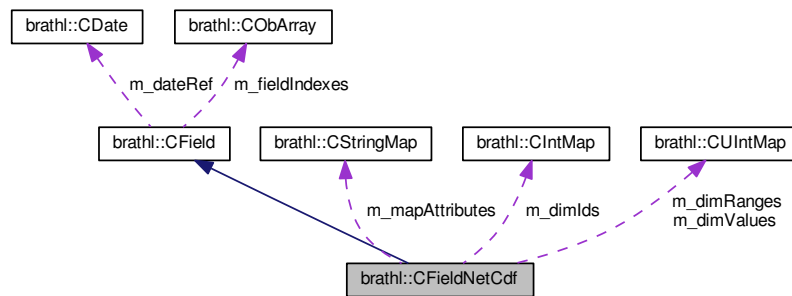 brathl::CDate
brathl::CObArray
m_dateRef
m_fieldIndexes
brathl::CField
brathl::CStringMap
brathl::CIntMap
brathl::CUIntMap
m_mapAttributes
m_dimIds
m_dimRanges
m_dimValues
brathl::CFieldNetCdf